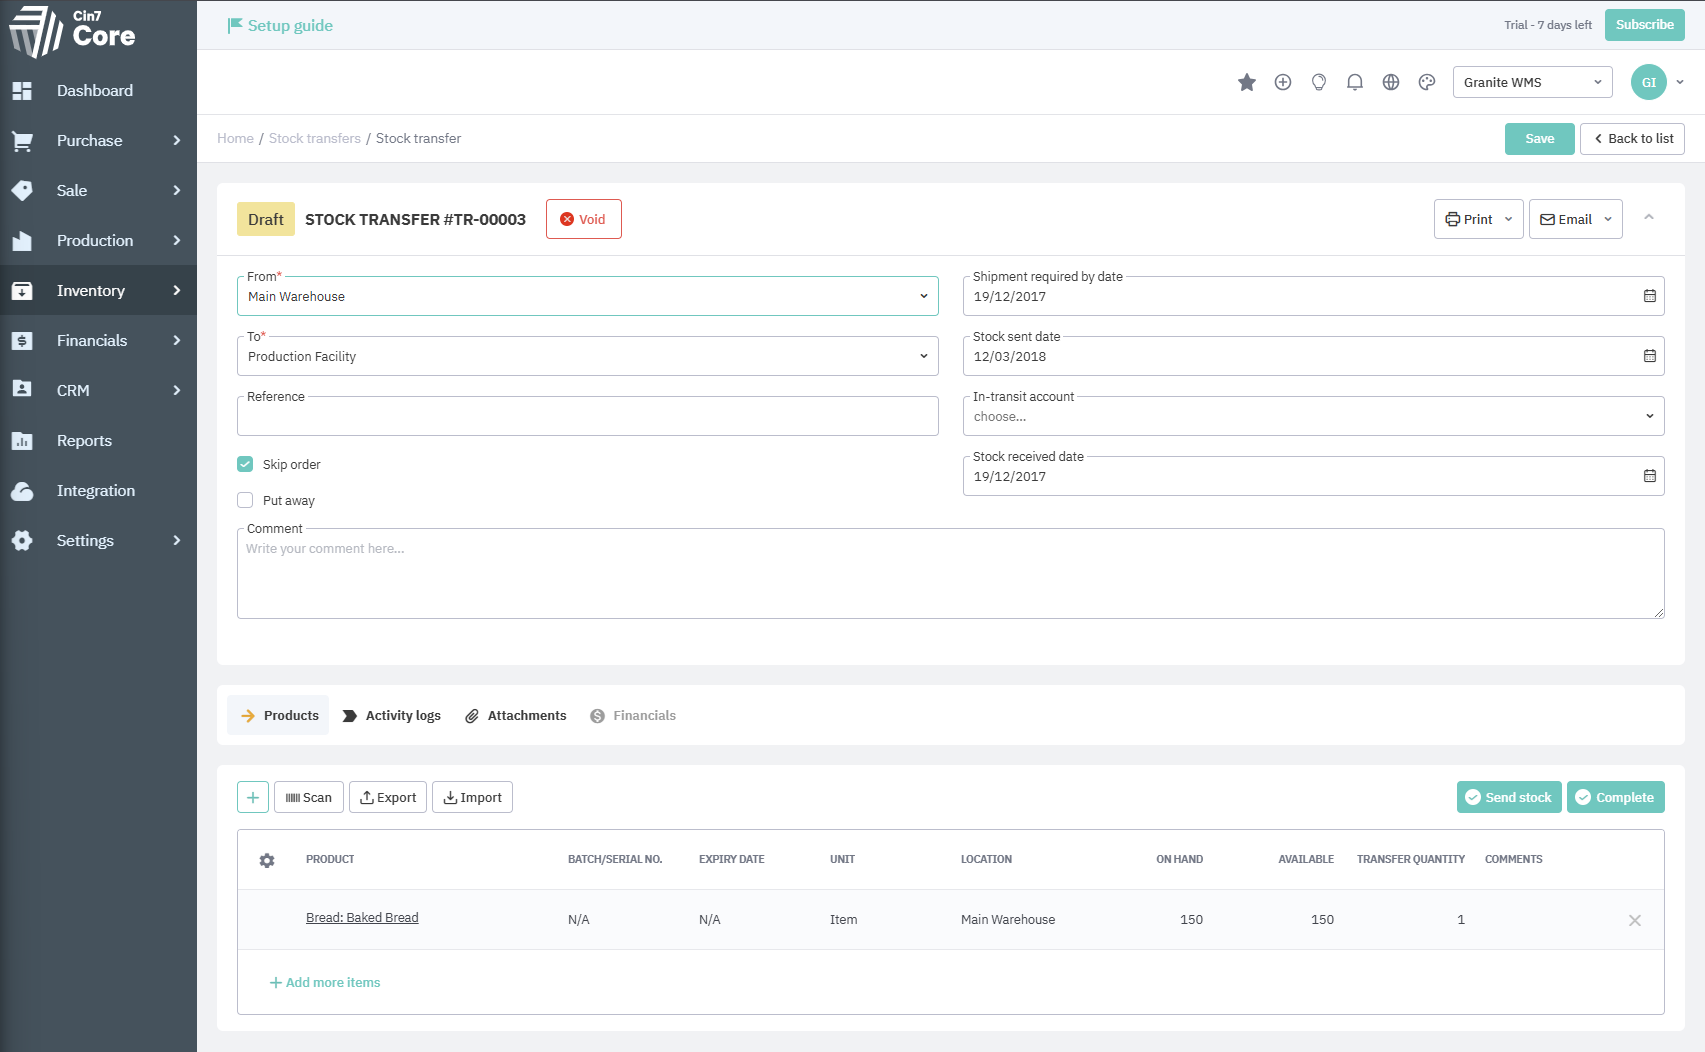 Cin7
Core
Setup guide
Trial - 7 days left
Subscribe
Granite WMS
GI
Dashboard
Purchase
Sale
Production
Inventory
Financials
CRM
Reports
Integration
Settings
Home / Stock transfers / Stock transfer
Save
Back to list
Draft STOCK TRANSFER #TR-00003
Void
Print
Email
From*
Main Warehouse
Shipment required by date
19/12/2017
To*
Production Facility
Stock sent date
12/03/2018
Reference
In-transit account
choose...
Skip order
Stock received date
19/12/2017
Put away
Comment
Write your comment here...
Products
Activity logs
Attachments
Financials
+
Scan
Export
Import
Send stock
Complete
PRODUCT BATCH/SERIAL NO. EXPIRY DATE UNIT LOCATION ON HAND AVAILABLE TRANSFER QUANTITY COMMENTS
Bread: Baked Bread N/A N/A Item Main Warehouse 150 150 1
+ Add more items